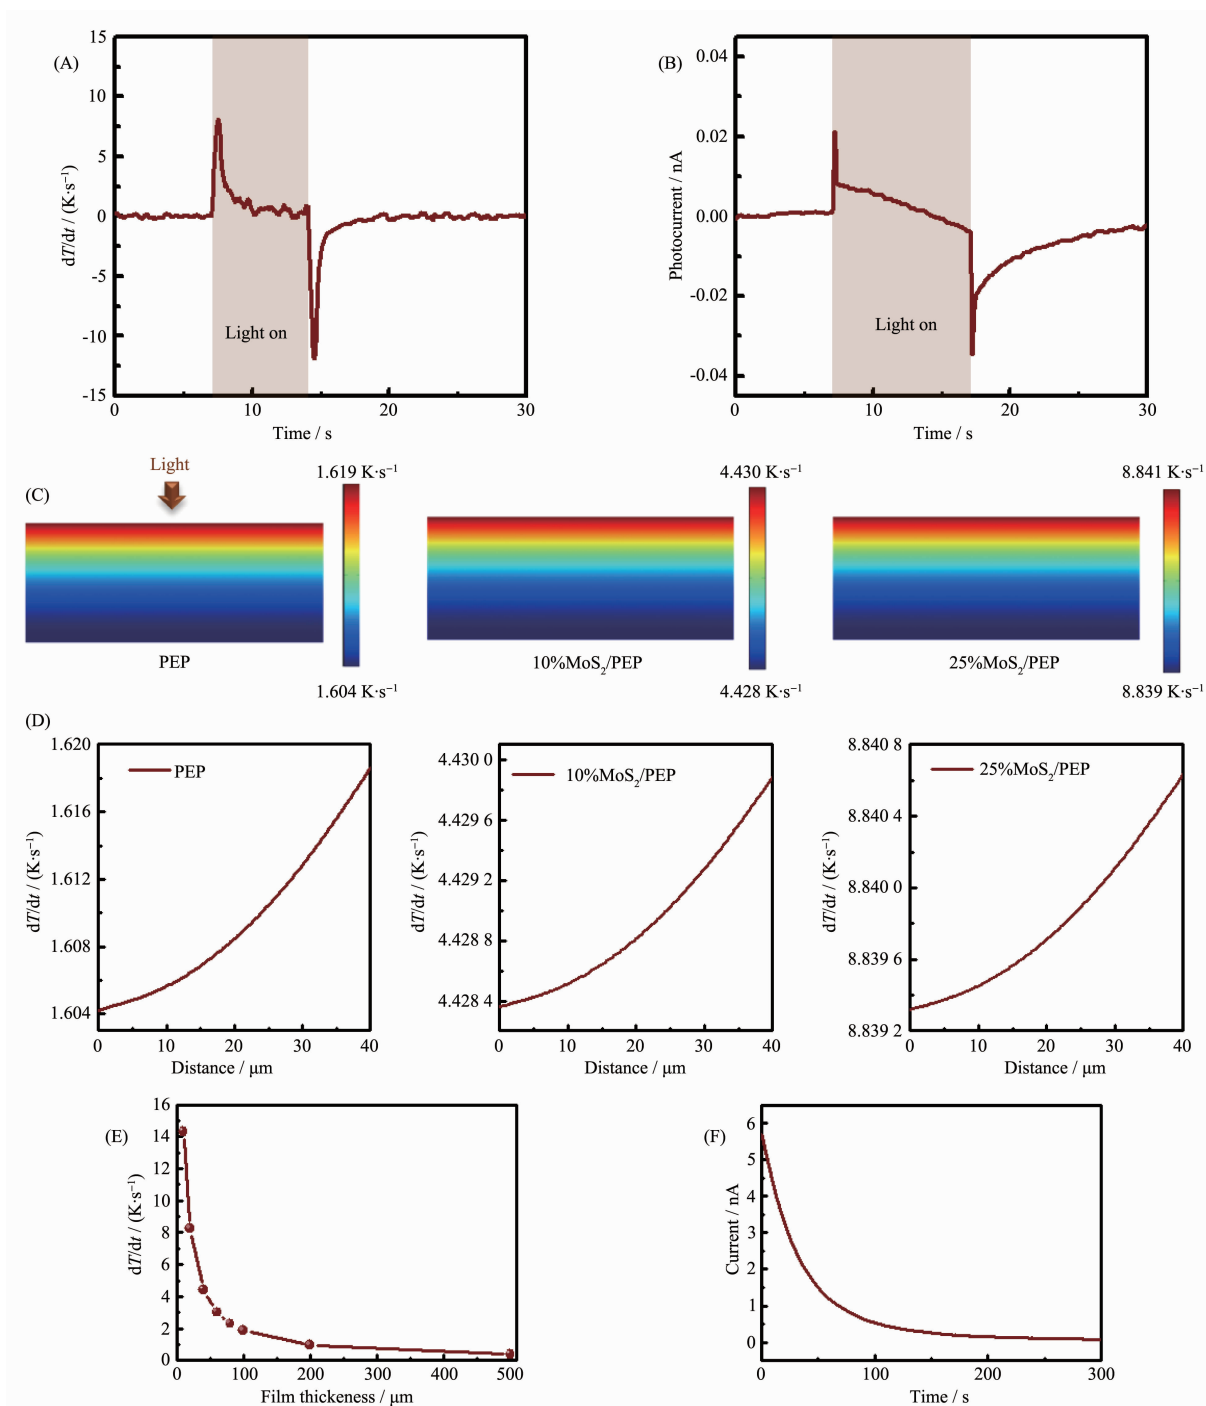 (A)
15
10
5
0
-5
-10
-15
dT/dt / (K·s⁻¹)
Light on
0
10
20
30
Time / s
(B)
0.04
0.02
0.00
-0.02
-0.04
Photocurrent / nA
Light on
0
10
20
30
Time / s
(C)
Light
1.619 K·s⁻¹
1.604 K·s⁻¹
PEP
4.430 K·s⁻¹
4.428 K·s⁻¹
10%MoS₂/PEP
8.841 K·s⁻¹
8.839 K·s⁻¹
25%MoS₂/PEP
(D)
1.620
1.616
1.612
1.608
1.604
dT/dt / (K·s⁻¹)
PEP
0
10
20
30
40
Distance / μm
4.430 0
4.429 6
4.429 2
4.428 8
4.428 4
dT/dt / (K·s⁻¹)
10%MoS₂/PEP
0
10
20
30
40
Distance / μm
8.840 8
8.840 4
8.840 0
8.839 6
8.839 2
dT/dt / (K·s⁻¹)
25%MoS₂/PEP
0
10
20
30
40
Distance / μm
(E)
16
14
12
10
8
6
4
2
0
dT/dt / (K·s⁻¹)
0
100
200
300
400
500
Film thickeness / μm
(F)
6
5
4
3
2
1
0
Current / nA
0
100
200
300
Time / s